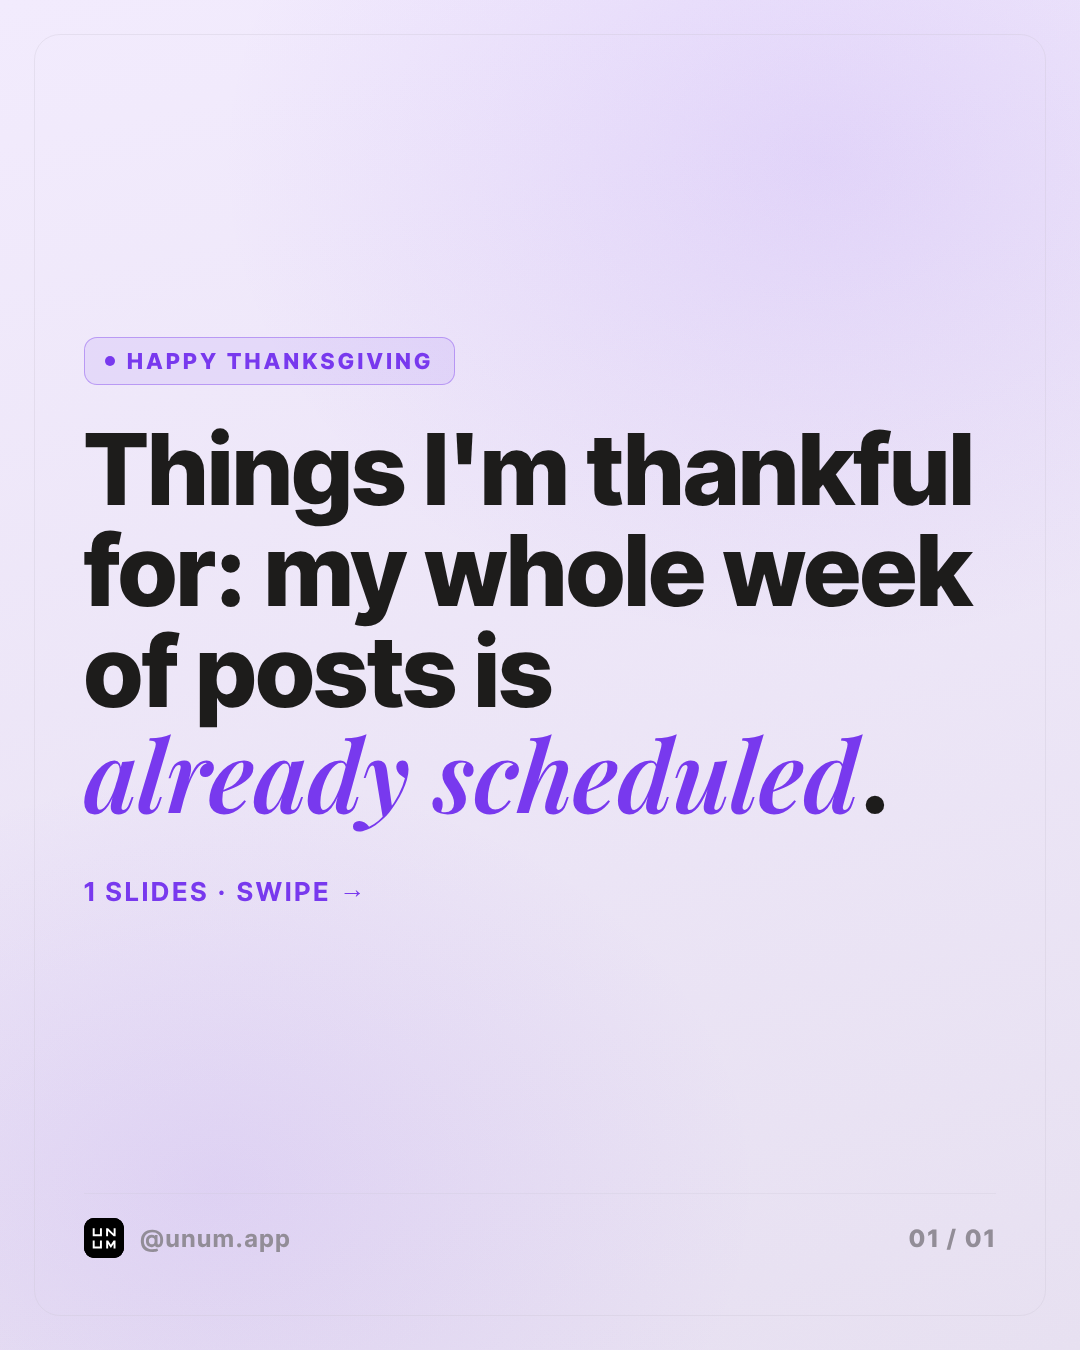 HAPPY THANKSGIVING
Things I'm thankful
for: my whole week
of posts is
already scheduled.
1 SLIDES · SWIPE →
UN
UM
@unum.app
01 / 01